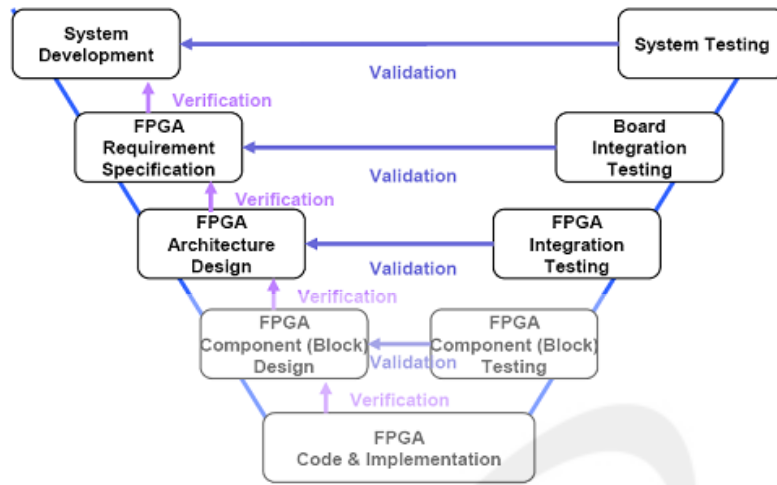 System
Development
System Testing
Validation
Verification
FPGA
Requirement
Specification
Board
Integration
Testing
Validation
Verification
FPGA
Architecture
Design
FPGA
Integration
Testing
Validation
Verification
FPGA
Component (Block)
Design
FPGA
Component (Block)
Testing
Validation
Verification
FPGA
Code & Implementation